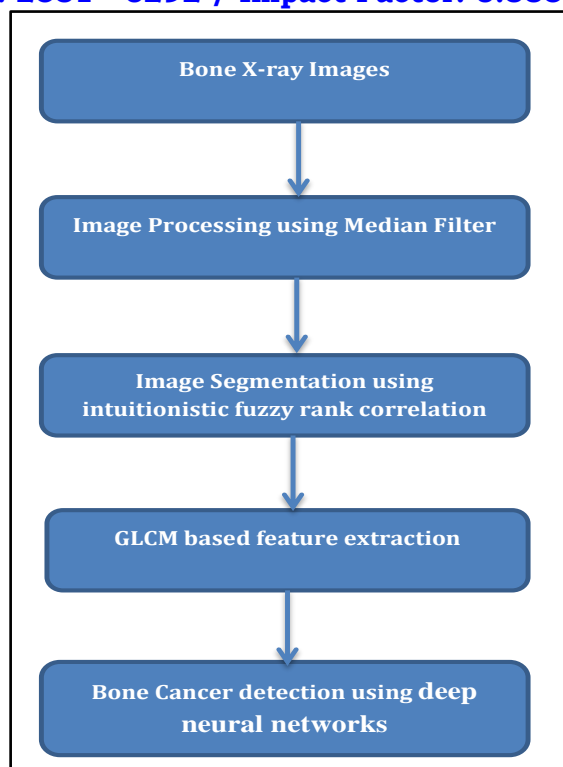 Bone X-ray Images
Image Processing using Median Filter
Image Segmentation using
intuitionistic fuzzy rank correlation
GLCM based feature extraction
Bone Cancer detection using deep
neural networks